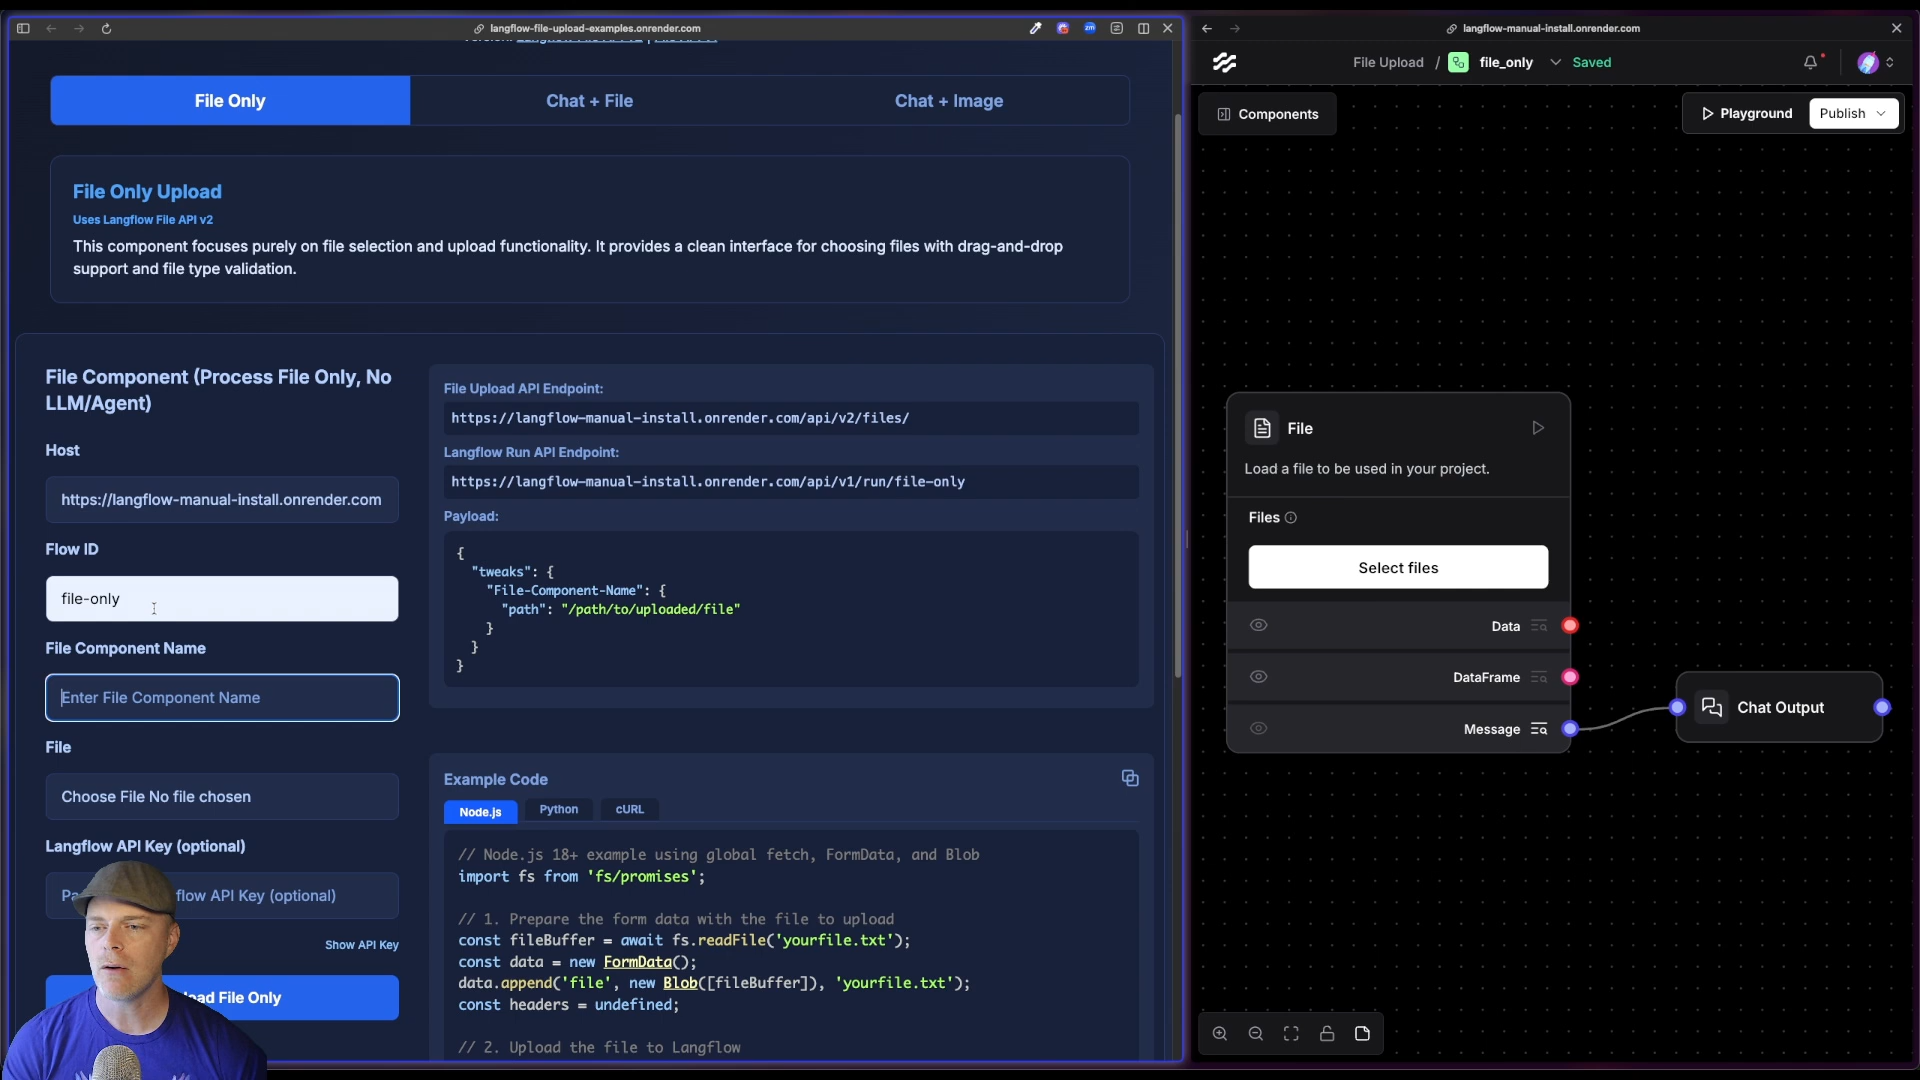 langflow-file-upload-examples.onrender.com
File Only
Chat + File
Chat + Image
File Only Upload
Uses Langflow File API v2
This component focuses purely on file selection and upload functionality. It provides a clean interface for choosing files with drag-and-drop
support and file type validation.
File Component (Process File Only, No
LLM/Agent)
Host
https://langflow-manual-install.onrender.com
Flow ID
file-only
File Component Name
Enter File Component Name
File
Choose File No file chosen
Langflow API Key (optional)
flow API Key (optional)
Show API Key
File Only
File Upload API Endpoint:
https://langflow-manual-install.onrender.com/api/v2/files/
Langflow Run API Endpoint:
https://langflow-manual-install.onrender.com/api/v1/run/file-only
Payload:
{
"tweaks": {
"File-Component-Name": {
"path": "/path/to/uploaded/file"
}
}
}
Example Code
Node.js
Python
cURL
// Node.js 18+ example using global fetch, FormData, and Blob
import fs from 'fs/promises';
// 1. Prepare the form data with the file to upload
const fileBuffer = await fs.readFile('yourfile.txt');
const data = new FormData();
data.append('file', new Blob([fileBuffer]), 'yourfile.txt');
const headers = undefined;
// 2. Upload the file to Langflow
langflow-manual-install.onrender.com
File Upload / file_only Saved
Components
Playground
Publish
File
Load a file to be used in your project.
Files
Select files
Data
DataFrame
Message
Chat Output